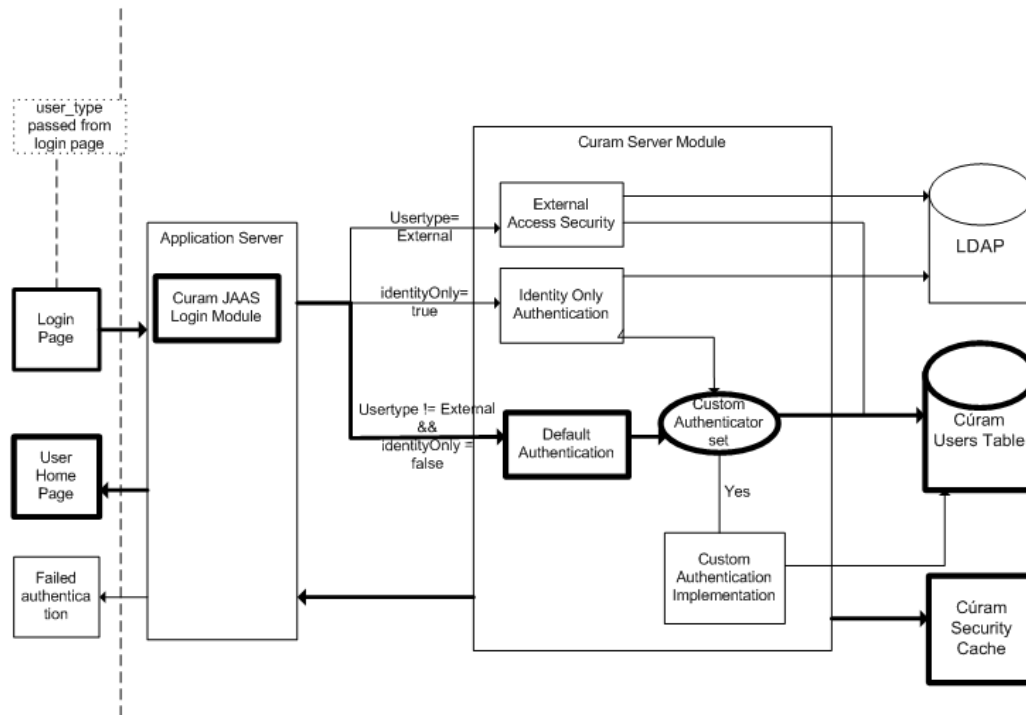 user_type
passed from
login page
Login
Page
User
Home
Page
Failed
authentica
tion
Application Server
Curam JAAS
Login Module
Usertype=
External
identityOnly=
true
Usertype != External
&&
identityOnly =
false
Curam Server Module
External
Access Security
Identity Only
Authentication
Default
Authentication
Custom
Authenticator
set
Yes
Custom
Authentication
Implementation
LDAP
Cúram
Users Table
Cúram
Security
Cache